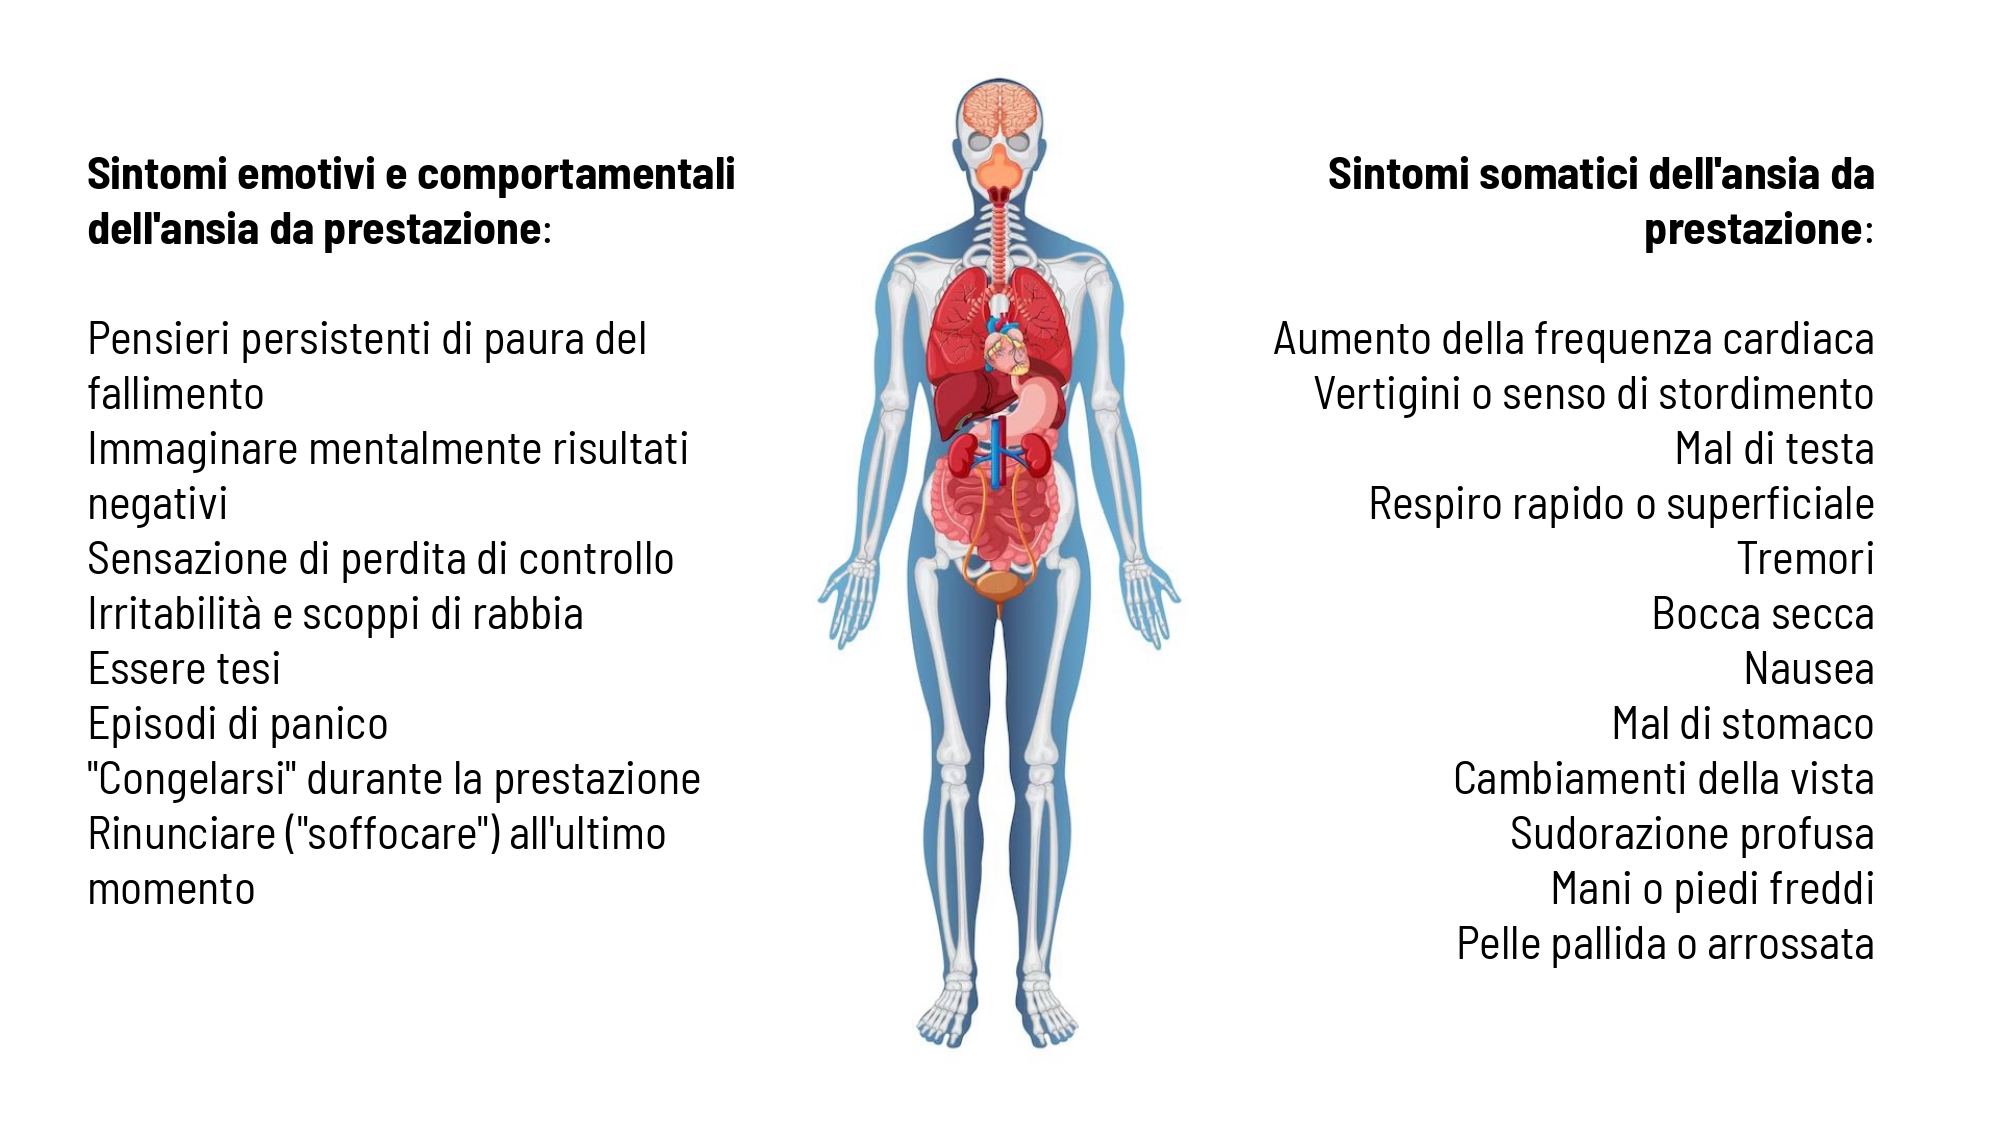 Sintomi emotivi e comportamentali
dell'ansia da prestazione:
Pensieri persistenti di paura del
fallimento
Immaginare mentalmente risultati
negativi
Sensazione di perdita di controllo
Irritabilità e scoppi di rabbia
Essere tesi
Episodi di panico
"Congelarsi" durante la prestazione
Rinunciare ("soffocare") all'ultimo
momento
Sintomi somatici dell'ansia da
prestazione:
Aumento della frequenza cardiaca
Vertigini o senso di stordimento
Mal di testa
Respiro rapido o superficiale
Tremori
Bocca secca
Nausea
Mal di stomaco
Cambiamenti della vista
Sudorazione profusa
Mani o piedi freddi
Pelle pallida o arrossata